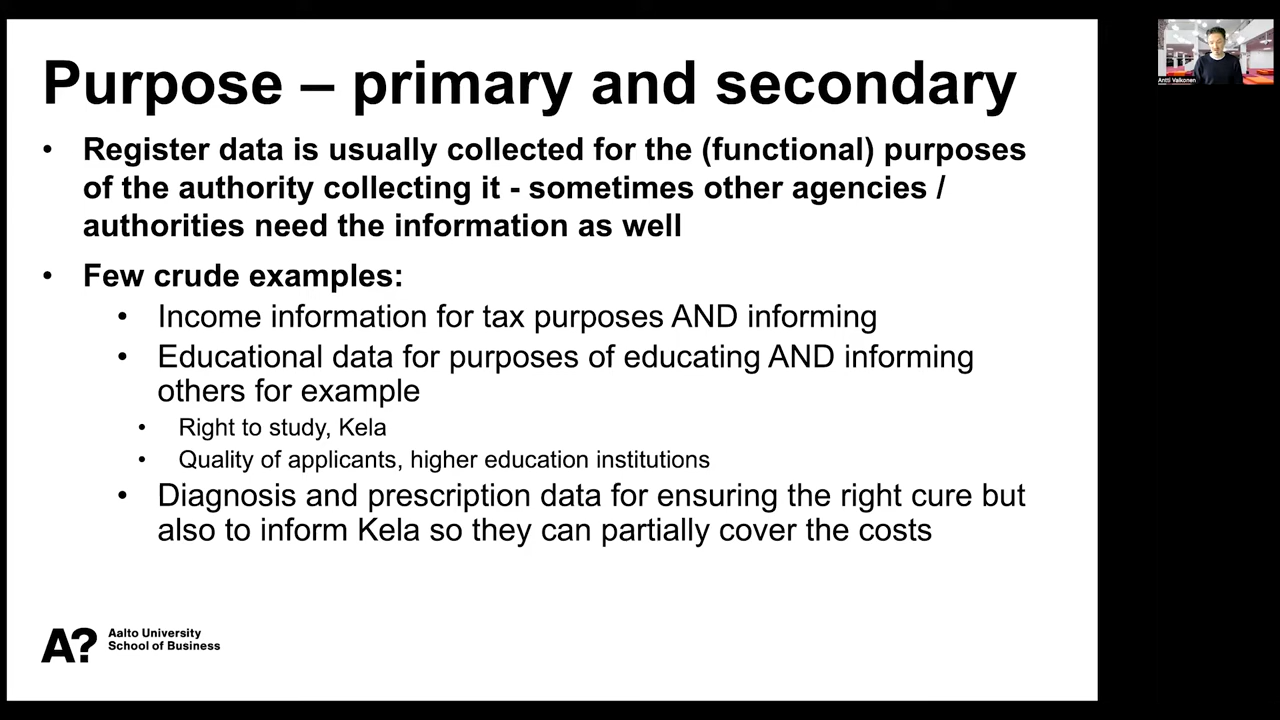 Purpose – primary and secondary
• Register data is usually collected for the (functional) purposes
of the authority collecting it - sometimes other agencies /
authorities need the information as well
• Few crude examples:
• Income information for tax purposes AND informing
• Educational data for purposes of educating AND informing
others for example
• Right to study, Kela
• Quality of applicants, higher education institutions
• Diagnosis and prescription data for ensuring the right cure but
also to inform Kela so they can partially cover the costs
A? Aalto University
School of Business
Antti Valkonen